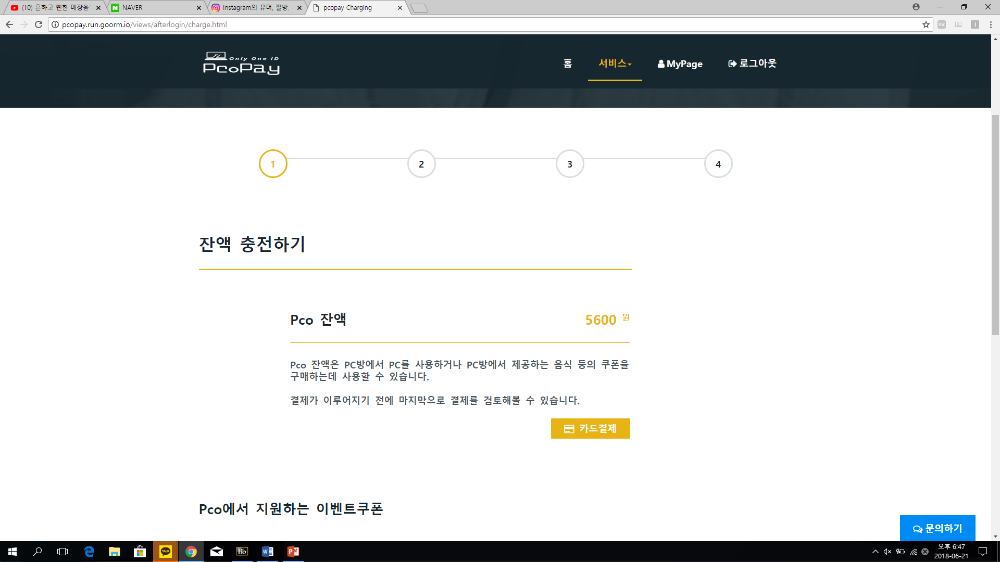 (10) 흔하고 뻔한 매장음
NAVER
Instagram의 유머, 짤방,
pcopay Charging
pcopay.run.goorm.io/views/afterlogin/charge.html
Only One ID
PcoPay
홈
서비스
MyPage
로그아웃
1
2
3
4
잔액 충전하기
Pco 잔액
5600 원
Pco 잔액은 PC방에서 PC를 사용하거나 PC방에서 제공하는 음식 등의 쿠폰을
구매하는데 사용할 수 있습니다.
결제가 이루어지기 전에 마지막으로 결제를 검토해볼 수 있습니다.
카드결제
Pco에서 지원하는 이벤트쿠폰
문의하기
TALK
Bb
오후 6:47
2018-06-21